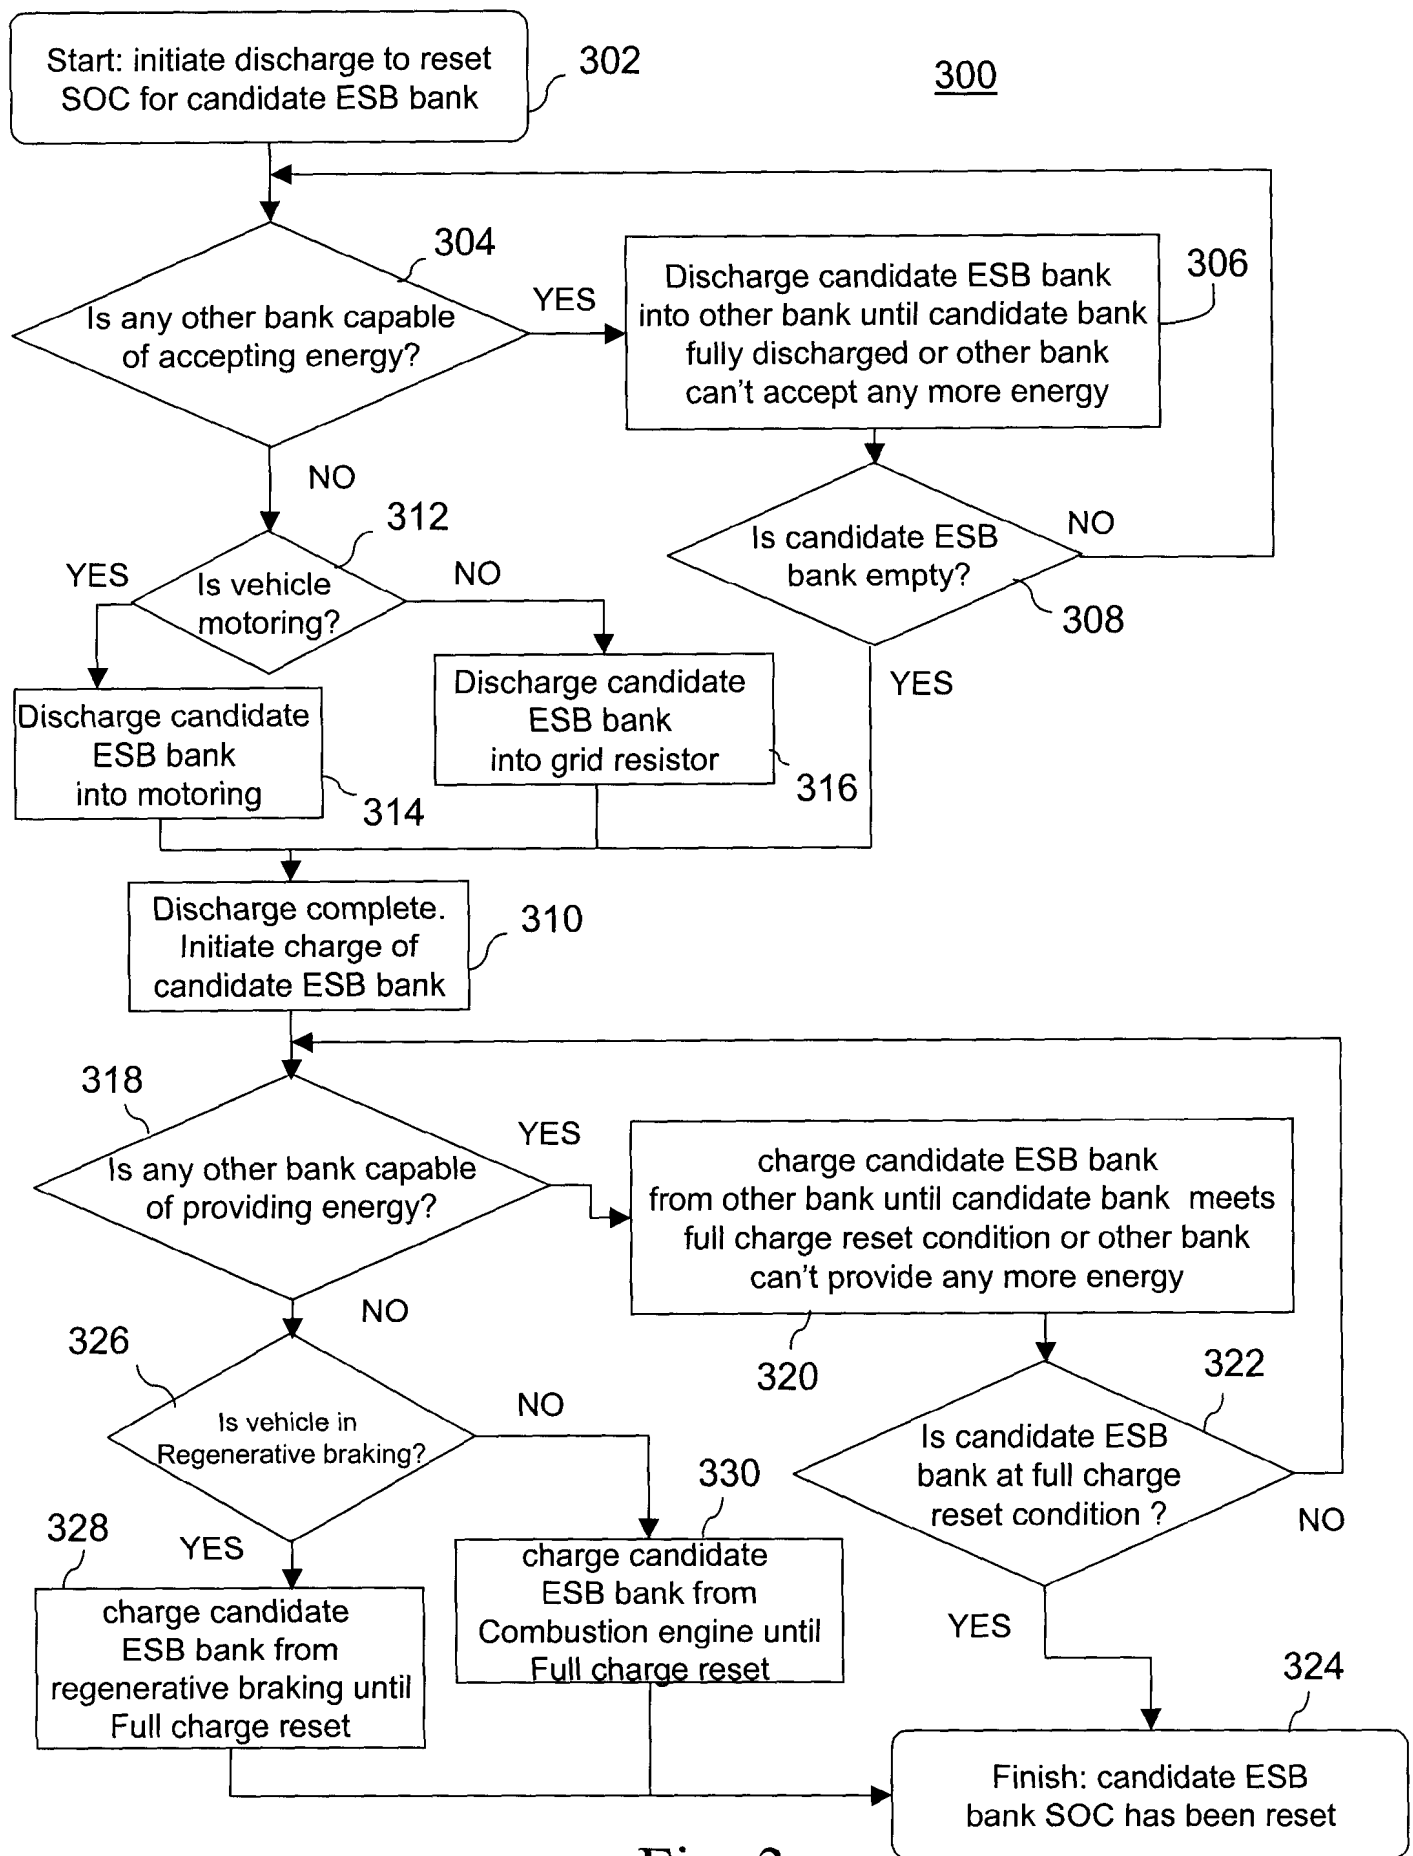 Start: initiate discharge to reset
SOC for candidate ESB bank
302
300
304
Is any other bank capable
of accepting energy?
YES
NO
Discharge candidate ESB bank
into other bank until candidate bank
fully discharged or other bank
can't accept any more energy
306
Is candidate ESB
bank empty?
NO
308
YES
312
Is vehicle
motoring?
YES
NO
Discharge candidate
ESB bank
into motoring
314
Discharge candidate
ESB bank
into grid resistor
316
Discharge complete.
Initiate charge of
candidate ESB bank
310
318
Is any other bank capable
of providing energy?
YES
NO
charge candidate ESB bank
from other bank until candidate bank meets
full charge reset condition or other bank
can't provide any more energy
320
322
Is candidate ESB
bank at full charge
reset condition ?
NO
YES
326
Is vehicle in
Regenerative braking?
NO
YES
328
charge candidate
ESB bank from
regenerative braking until
Full charge reset
330
charge candidate
ESB bank from
Combustion engine until
Full charge reset
324
Finish: candidate ESB
bank SOC has been reset